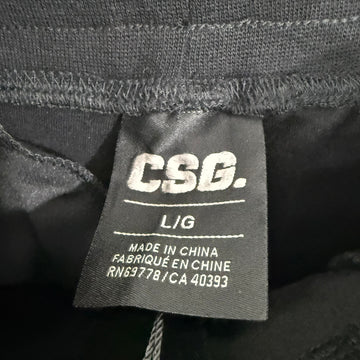 CSG.
L/G
MADE IN CHINA
FABRIQUÉ EN CHINE
RN69778/CA 40393